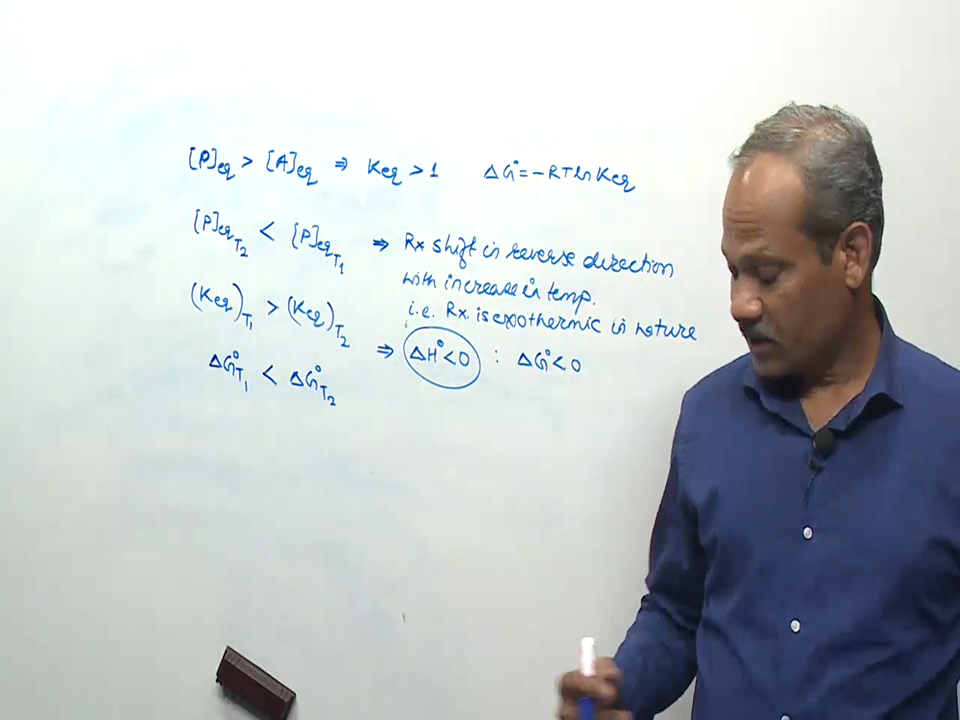 [P]eq > [A]eq ⇒ Keq > 1 ΔG° = -RT ln Keq
[P]eqT2 < [P]eqT1 ⇒ Rx shift in reverse direction
with increase in temp.
(Keq)T1 > (Keq)T2 i.e. Rx. is exothermic in nature
ΔG°T1 < ΔG°T2 ⇒ ΔH° < 0 : ΔG° < 0